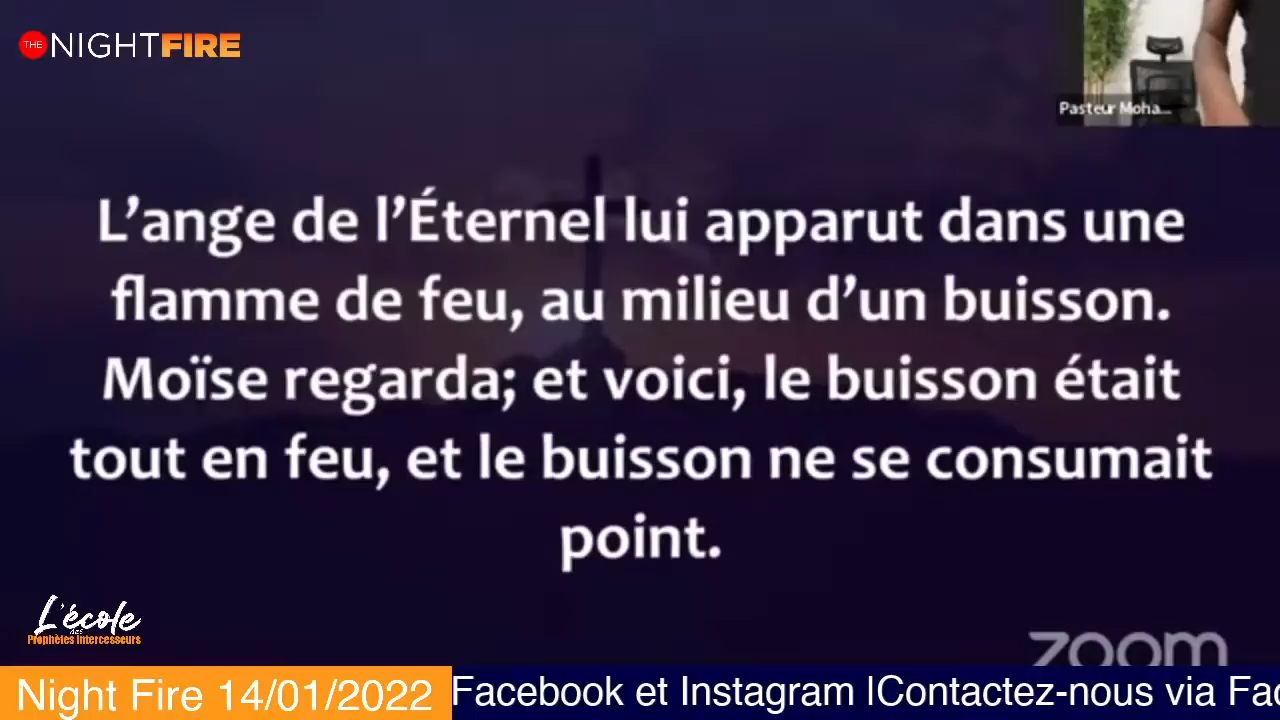 THE NIGHTFIRE
Pasteur Moha...
L’ange de l’Éternel lui apparut dans une
flamme de feu, au milieu d’un buisson.
Moïse regarda; et voici, le buisson était
tout en feu, et le buisson ne se consumait
point.
L'école
des
Prophètes Intercesseurs
zoom
Night Fire 14/01/2022
Facebook et Instagram |Contactez-nous via Fac